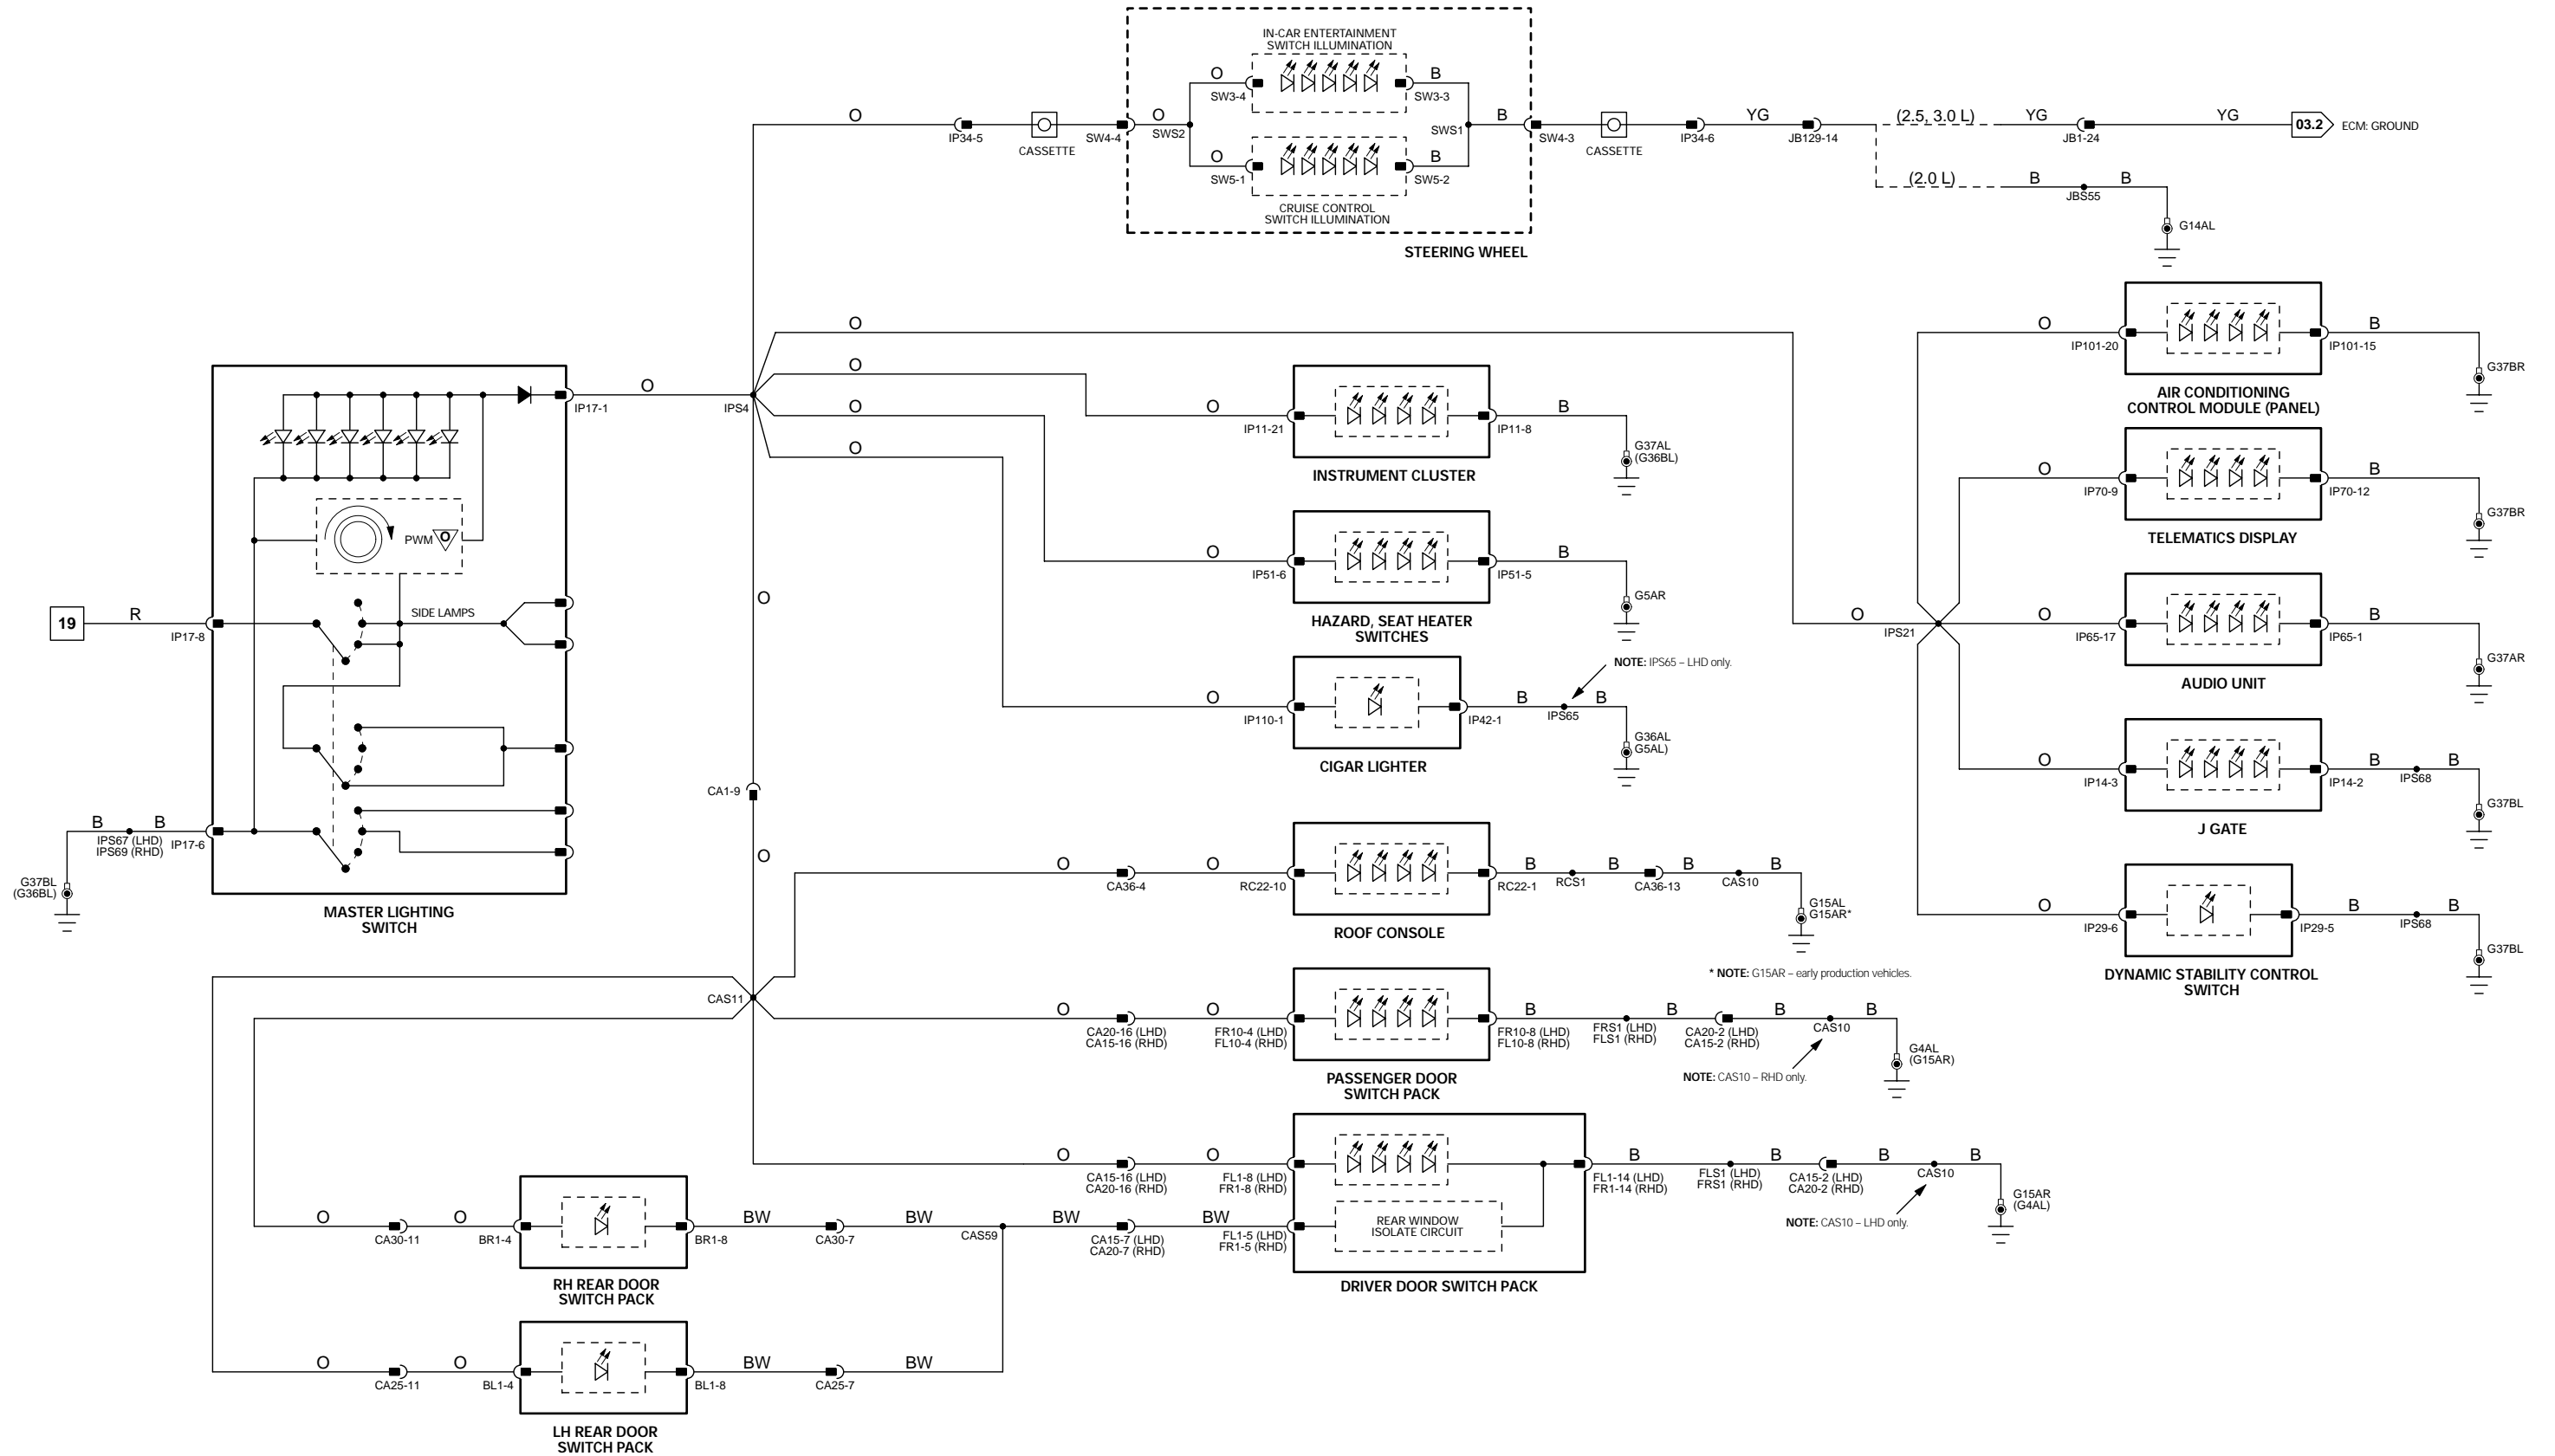 IN-CAR ENTERTAINMENT
SWITCH ILLUMINATION
O
SW3-4
B
SW3-3
O
IP34-5
CASSETTE
SW4-4
O
SWS2
SWS1
B
SW4-3
CASSETTE
IP34-6
YG
JB129-14
(2.5, 3.0 L)
YG
JB1-24
YG
03.2
ECM: GROUND
O
SW5-1
B
SW5-2
CRUISE CONTROL
SWITCH ILLUMINATION
STEERING WHEEL
(2.0 L)
B
JBS55
B
G14AL
O
O
O
O
O
IP17-1
IPS4
PWM
O
19
R
IP17-8
SIDE LAMPS
B
B
IPS67 (LHD)
IPS69 (RHD)
IP17-6
G37BL
(G36BL)
MASTER LIGHTING
SWITCH
O
IP11-21
B
IP11-8
G37AL
(G36BL)
INSTRUMENT CLUSTER
O
IP51-6
B
IP51-5
G5AR
HAZARD, SEAT HEATER
SWITCHES
NOTE: IPS65 – LHD only.
O
IP110-1
B
IP42-1
IPS65
B
G36AL
G5AL)
CIGAR LIGHTER
O
IPS21
O
IP101-20
B
IP101-15
G37BR
AIR CONDITIONING
CONTROL MODULE (PANEL)
O
IP70-9
B
IP70-12
G37BR
TELEMATICS DISPLAY
O
IP65-17
B
IP65-1
G37AR
AUDIO UNIT
O
IP14-3
B
IP14-2
IPS68
B
G37BL
J GATE
O
IP29-6
B
IP29-5
IPS68
B
G37BL
DYNAMIC STABILITY CONTROL
SWITCH
O
CA1-9
O
O
CA36-4
O
RC22-10
B
RC22-1
RCS1
B
CA36-13
B
CAS10
B
G15AL
G15AR*
ROOF CONSOLE
* NOTE: G15AR – early production vehicles.
CAS11
O
CA20-16 (LHD)
CA15-16 (RHD)
O
FR10-4 (LHD)
FL10-4 (RHD)
B
FR10-8 (LHD)
FL10-8 (RHD)
FRS1 (LHD)
FLS1 (RHD)
B
CA20-2 (LHD)
CA15-2 (RHD)
B
CAS10
B
G4AL
(G15AR)
NOTE: CAS10 – RHD only.
PASSENGER DOOR
SWITCH PACK
O
CA15-16 (LHD)
CA20-16 (RHD)
O
FL1-8 (LHD)
FR1-8 (RHD)
B
FL1-14 (LHD)
FR1-14 (RHD)
FLS1 (LHD)
FRS1 (RHD)
B
CA15-2 (LHD)
CA20-2 (RHD)
B
CAS10
B
G15AR
(G4AL)
NOTE: CAS10 – LHD only.
REAR WINDOW
ISOLATE CIRCUIT
DRIVER DOOR SWITCH PACK
O
CA30-11
O
BR1-4
BW
BR1-8
CA30-7
BW
CAS59
BW
CA15-7 (LHD)
CA20-7 (RHD)
BW
FL1-5 (LHD)
FR1-5 (RHD)
RH REAR DOOR
SWITCH PACK
O
CA25-11
O
BL1-4
BW
BL1-8
CA25-7
BW
LH REAR DOOR
SWITCH PACK